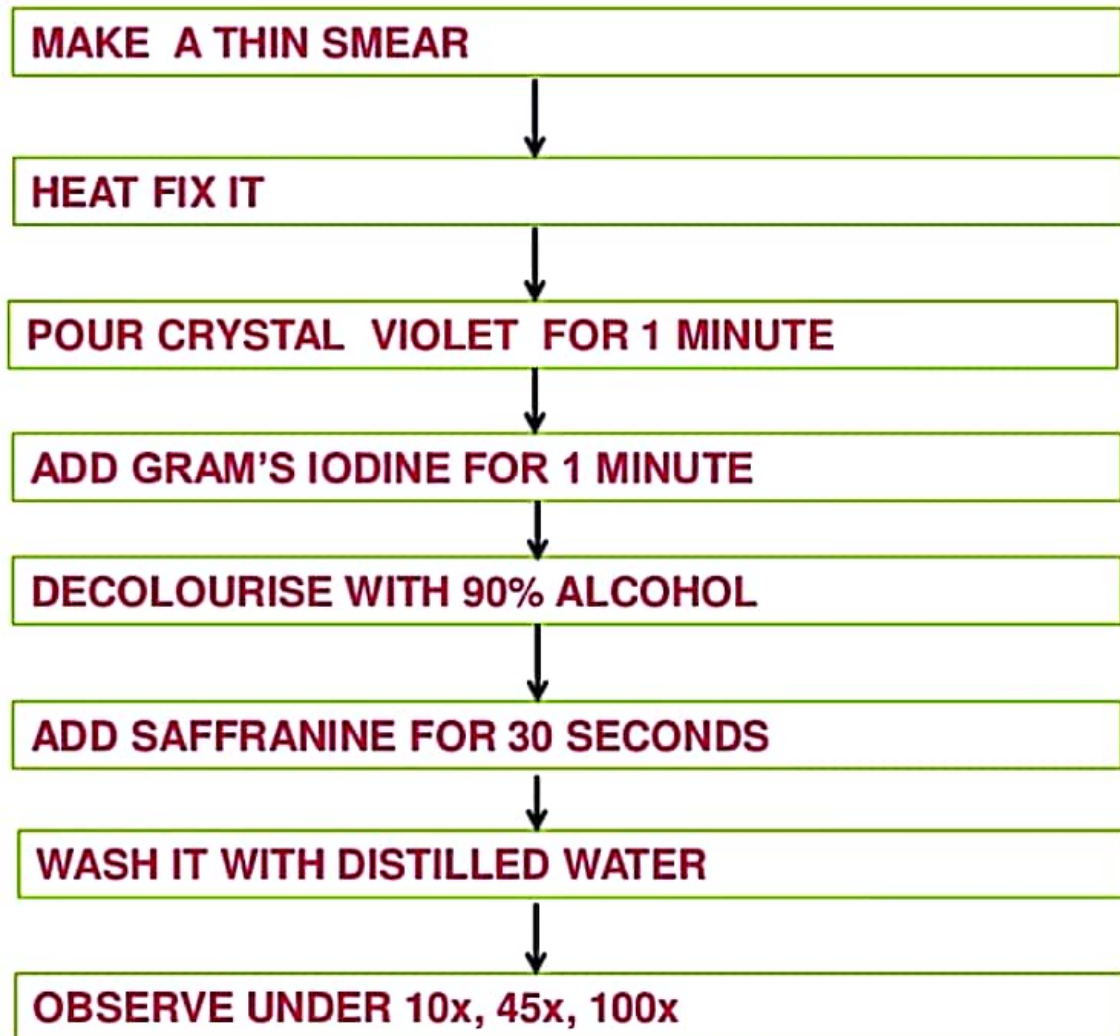 MAKE A THIN SMEAR
HEAT FIX IT
POUR CRYSTAL VIOLET FOR 1 MINUTE
ADD GRAM'S IODINE FOR 1 MINUTE
DECOLOURISE WITH 90% ALCOHOL
ADD SAFFRANINE FOR 30 SECONDS
WASH IT WITH DISTILLED WATER
OBSERVE UNDER 10x, 45x, 100x